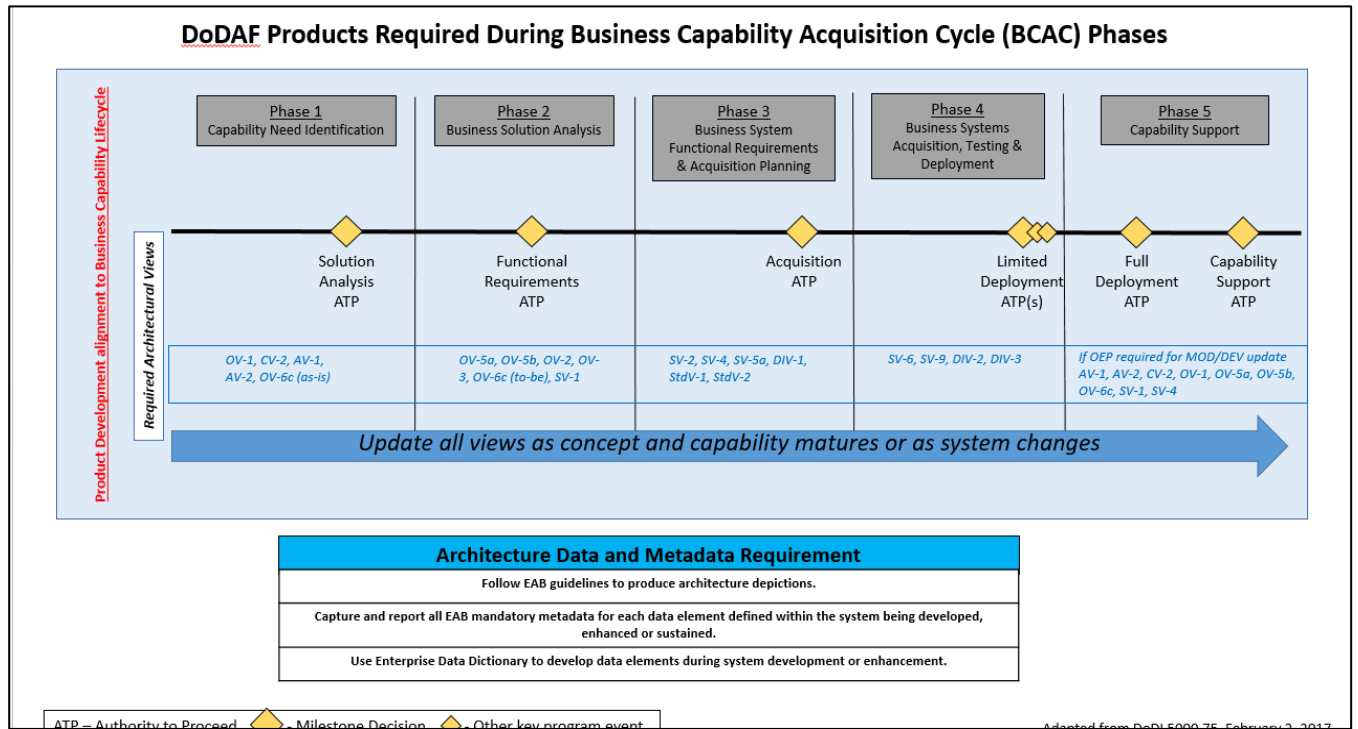 DoDAF Products Required During Business Capability Acquisition Cycle (BCAC) Phases
Product Development alignment to Business Capability Lifecycle
Required Architectural Views
Phase 1
Capability Need Identification
Phase 2
Business Solution Analysis
Phase 3
Business System
Functional Requirements
& Acquisition Planning
Phase 4
Business Systems
Acquisition, Testing &
Deployment
Phase 5
Capability Support
Solution
Analysis
ATP
Functional
Requirements
ATP
Acquisition
ATP
Limited
Deployment
ATP(s)
Full
Deployment
ATP
Capability
Support
ATP
OV-1, CV-2, AV-1,
AV-2, OV-6c (as-is)
OV-5a, OV-5b, OV-2, OV-
3, OV-6c (to-be), SV-1
SV-2, SV-4, SV-5a, DIV-1,
StdV-1, StdV-2
SV-6, SV-9, DIV-2, DIV-3
If OEP required for MOD/DEV update
AV-1, AV-2, CV-2, OV-1, OV-5a, OV-5b,
OV-6c, SV-1, SV-4
Update all views as concept and capability matures or as system changes
Architecture Data and Metadata Requirement
Follow EAB guidelines to produce architecture depictions.
Capture and report all EAB mandatory metadata for each data element defined within the system being developed,
enhanced or sustained.
Use Enterprise Data Dictionary to develop data elements during system development or enhancement.
ATP – Authority to Proceed - Milestone Decision - Other key program event
Adapted from DoDI 5000.75, February 2, 2017